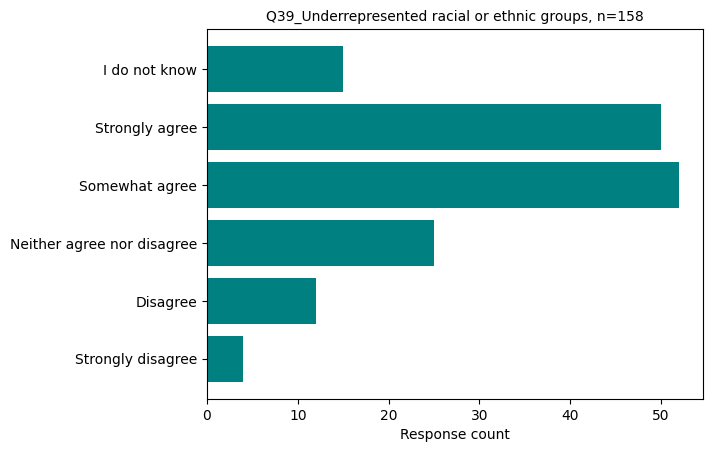 Q39_Underrepresented racial or ethnic groups, n=158
I do not know
Strongly agree
Somewhat agree
Neither agree nor disagree
Disagree
Strongly disagree
0 10 20 30 40 50
Response count